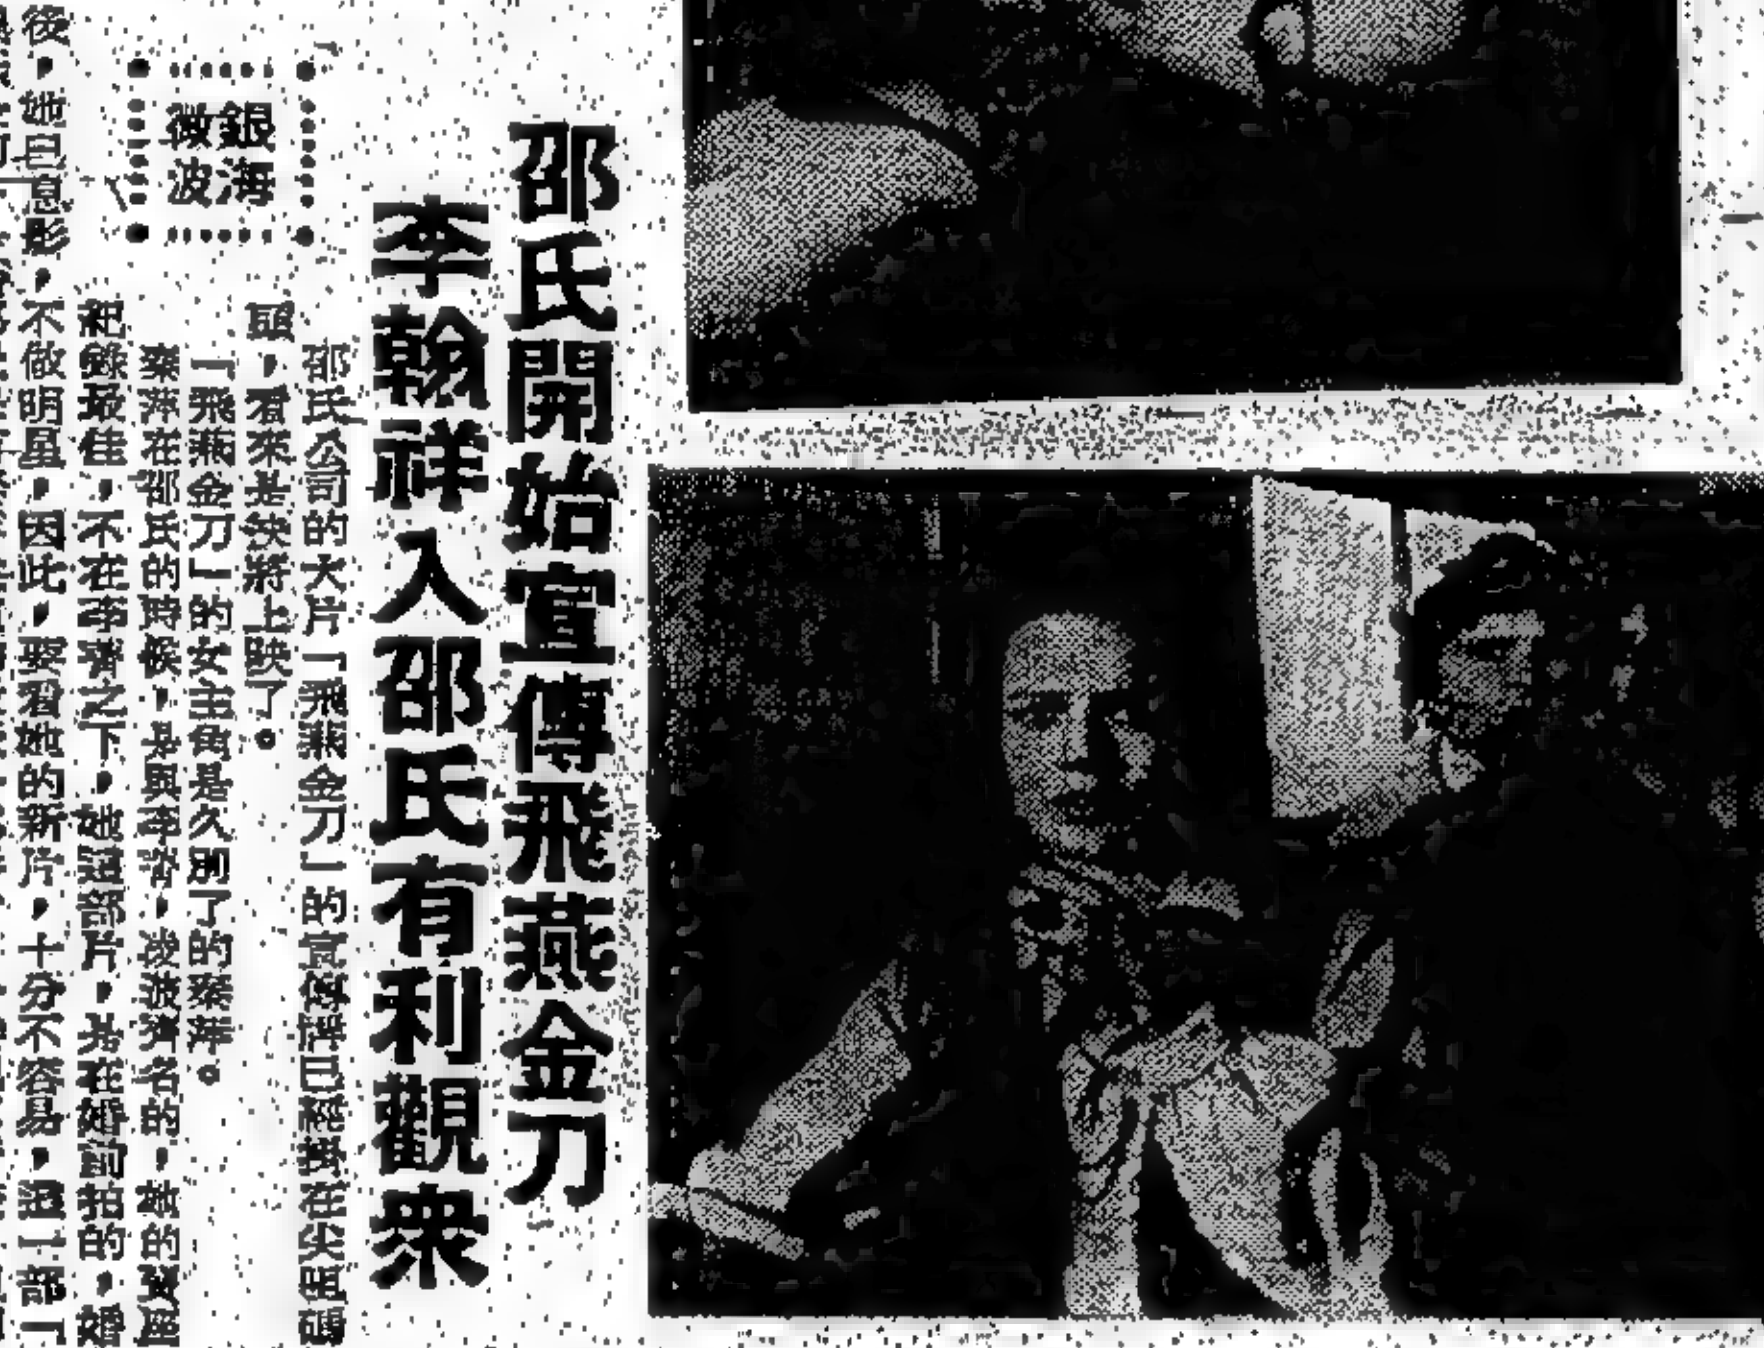 邵氏開始宣傳飛燕金刀
李翰祥入邵氏有利觀衆
銀海
微波
邵氏公司的大片「飛燕金刀」的宣傳牌已經掛在尖沙咀碼
頭，看來是快將上映了。
「飛燕金刀」的女主角是久別了的秦萍。
秦萍在邵氏的時候，是與李菁，凌波齊名的，她的賣座
紀錄最佳，不在李菁之下，她這部片，是在婚前拍的，婚
後，她已息影，不做明星，因此，要看她的新片，十分不容易，這一部「